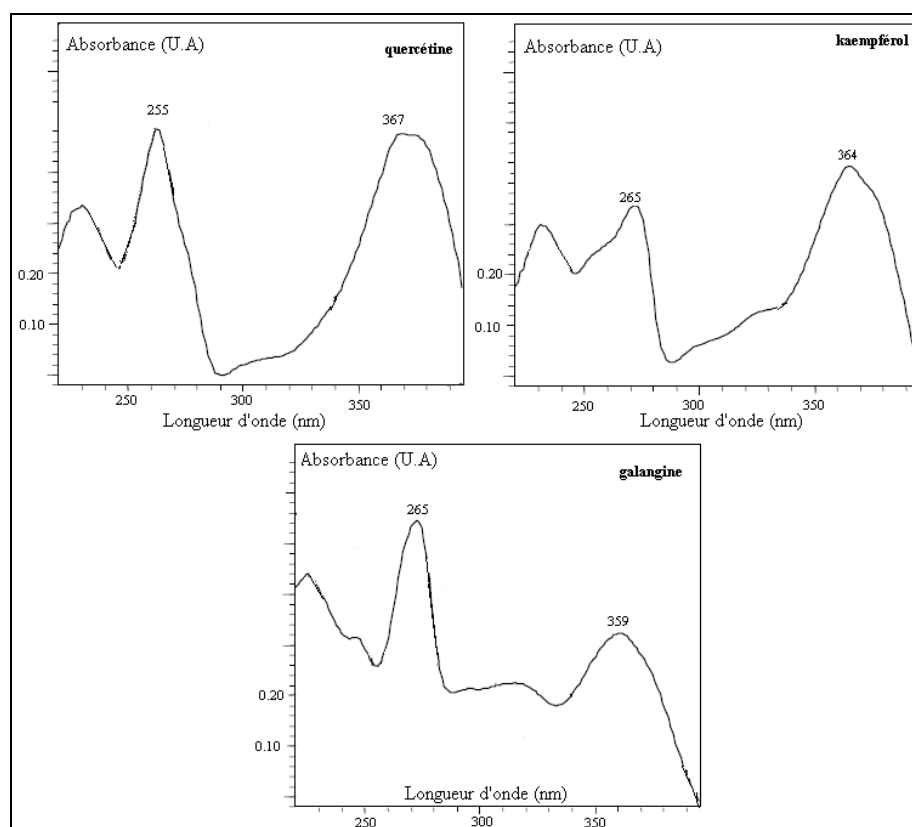 Absorbance (U.A)
quercétine
255
367
0.20
0.10
250
300
350
Longueur d'onde (nm)
Absorbance (U.A)
kaempférol
265
364
0.20
0.10
250
300
350
Longueur d'onde (nm)
Absorbance (U.A)
galangine
265
359
0.20
0.10
Longueur d'onde (nm)
250
300
350